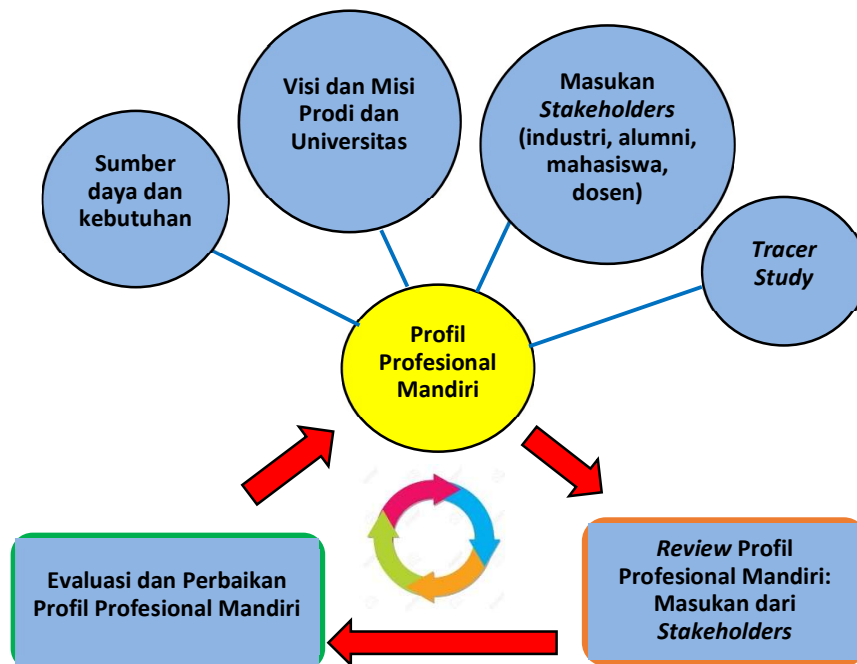 Sumber
daya dan
kebutuhan
Visi dan Misi
Prodi dan
Universitas
Masukan
Stakeholders
(industri, alumni,
mahasiswa,
dosen)
Tracer
Study
Profil
Profesional
Mandiri
Review Profil
Profesional Mandiri:
Masukan dari
Stakeholders
Evaluasi dan Perbaikan
Profil Profesional Mandiri